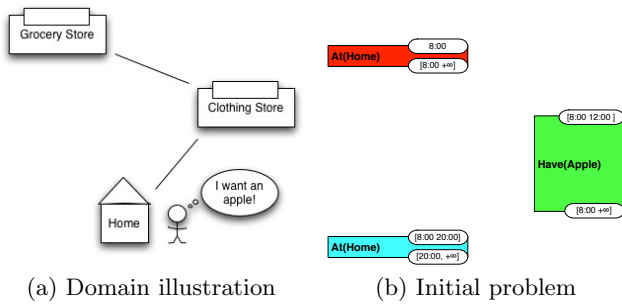 Grocery Store
Clothing Store
I want an
apple!
Home
(a) Domain illustration
8:00
At(Home)
[8:00 +∞]
[8:00 12:00 ]
Have(Apple)
[8:00 +∞]
[8:00 20:00]
At(Home)
[20:00, +∞]
(b) Initial problem